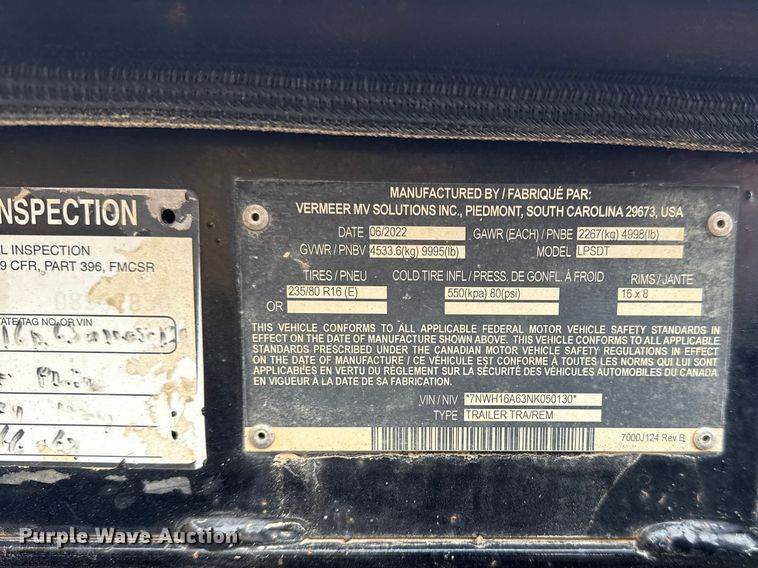 INSPECTION
L INSPECTION
9 CFR, PART 396, FMCSR
STATE TAG NO. OR VIN
MANUFACTURED BY / FABRIQUÉ PAR:
VERMEER MV SOLUTIONS INC., PIEDMONT, SOUTH CAROLINA 29673, USA
DATE 06/2022 GAWR (EACH) / PNBE 2267(kg) 4998(lb)
GVWR / PNBV 4533.6(kg) 9995(lb) MODEL LPSDT
TIRES / PNEU COLD TIRE INFL / PRESS. DE GONFL. À FROID RIMS / JANTE
235/80 R16 (E) 550(kpa) 80(psi) 16 x 8
OR
THIS VEHICLE CONFORMS TO ALL APPLICABLE FEDERAL MOTOR VEHICLE SAFETY STANDARDS IN
EFFECT ON THE DATE OF MANUFACTURE. THIS VEHICLE CONFORMS TO ALL APPLICABLE
STANDARDS PRESCRIBED UNDER THE CANADIAN MOTOR VEHICLE SAFETY REGULATIONS IN EFFECT
ON THE DATE OF MANUFACTURE / CE VÉHICULE EST CONFORME À TOUTES LES NORMES QUI LUI SONT
APPLICABLES EN VERTU DU RÈGLEMENT SUR LA SÉCURITÉ DES VÉHICLES AUTOMOBILES DU CANADA
EN VIGUEUR À LA DATE DE SA FABRICATION.
VIN / NIV *7NWH16A63NK050130*
TYPE TRAILER TRA/REM
7000J124 Rev B
Purple Wave Auction